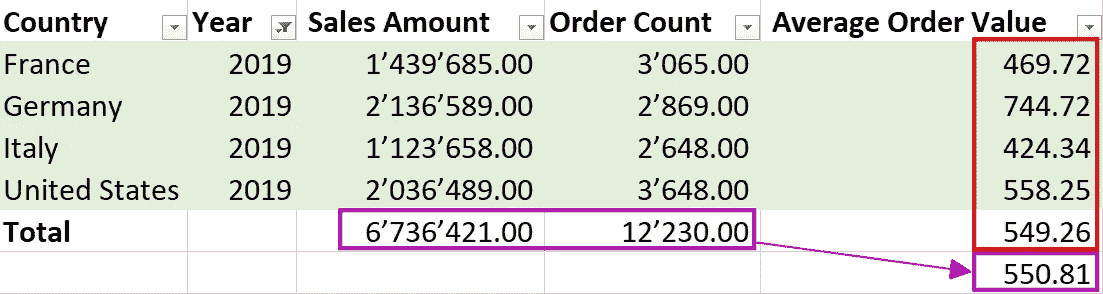 Country Year Sales Amount Order Count Average Order Value
France 2019 1’439’685.00 3’065.00 469.72
Germany 2019 2’136’589.00 2’869.00 744.72
Italy 2019 1’123’658.00 2’648.00 424.34
United States 2019 2’036’489.00 3’648.00 558.25
Total 6’736’421.00 12’230.00 549.26
550.81